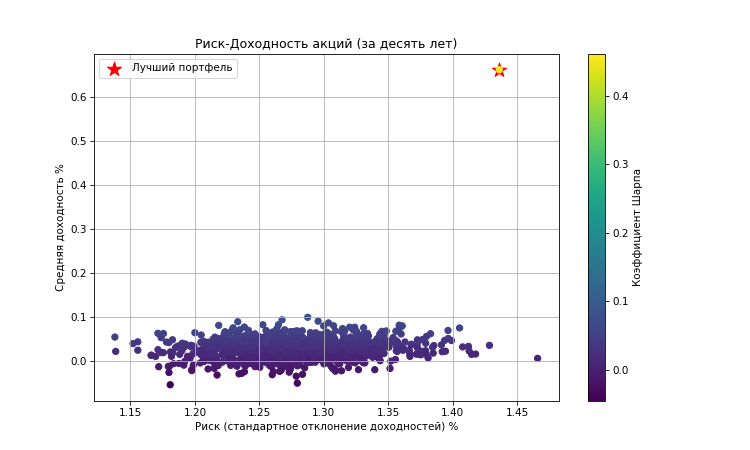 Риск-Доходность акций (за десять лет)
Лучший портфель
Средняя доходность %
0.6
0.5
0.4
0.3
0.2
0.1
0.0
1.15 1.20 1.25 1.30 1.35 1.40 1.45
Риск (стандартное отклонение доходностей) %
0.4
0.3
0.2
0.1
0.0
Коэффициент Шарпа